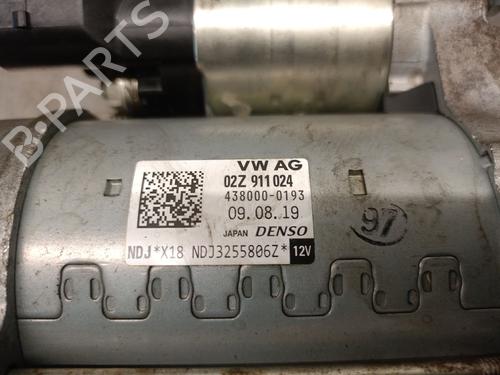 VW AG
02Z 911 024
438000-0193
09.08.19
JAPAN DENSO
NDJ*X18 NDJ3255806Z* 12V
97
B-PARTS